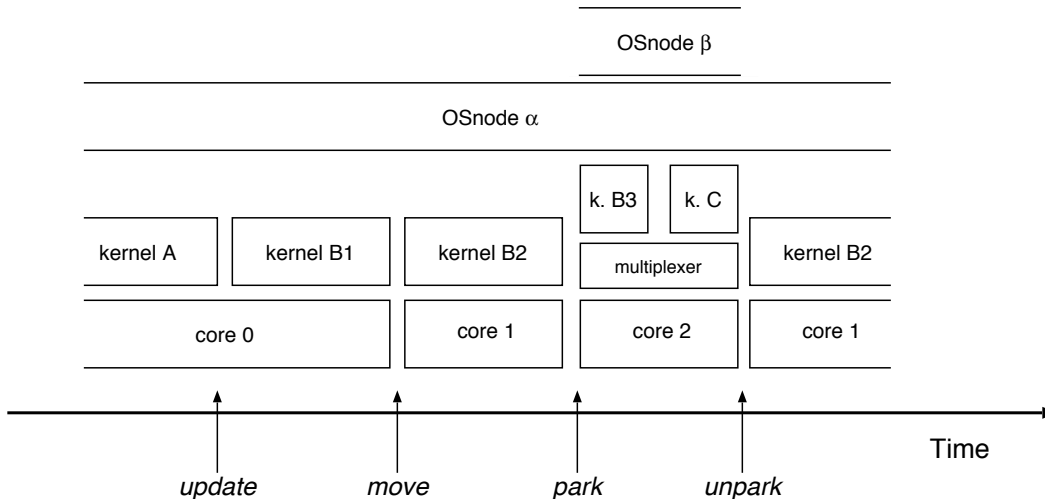 OSnode β
OSnode α
k. B3 k. C
kernel A kernel B1 kernel B2 multiplexer kernel B2
core 0 core 1 core 2 core 1
Time
update move park unpark